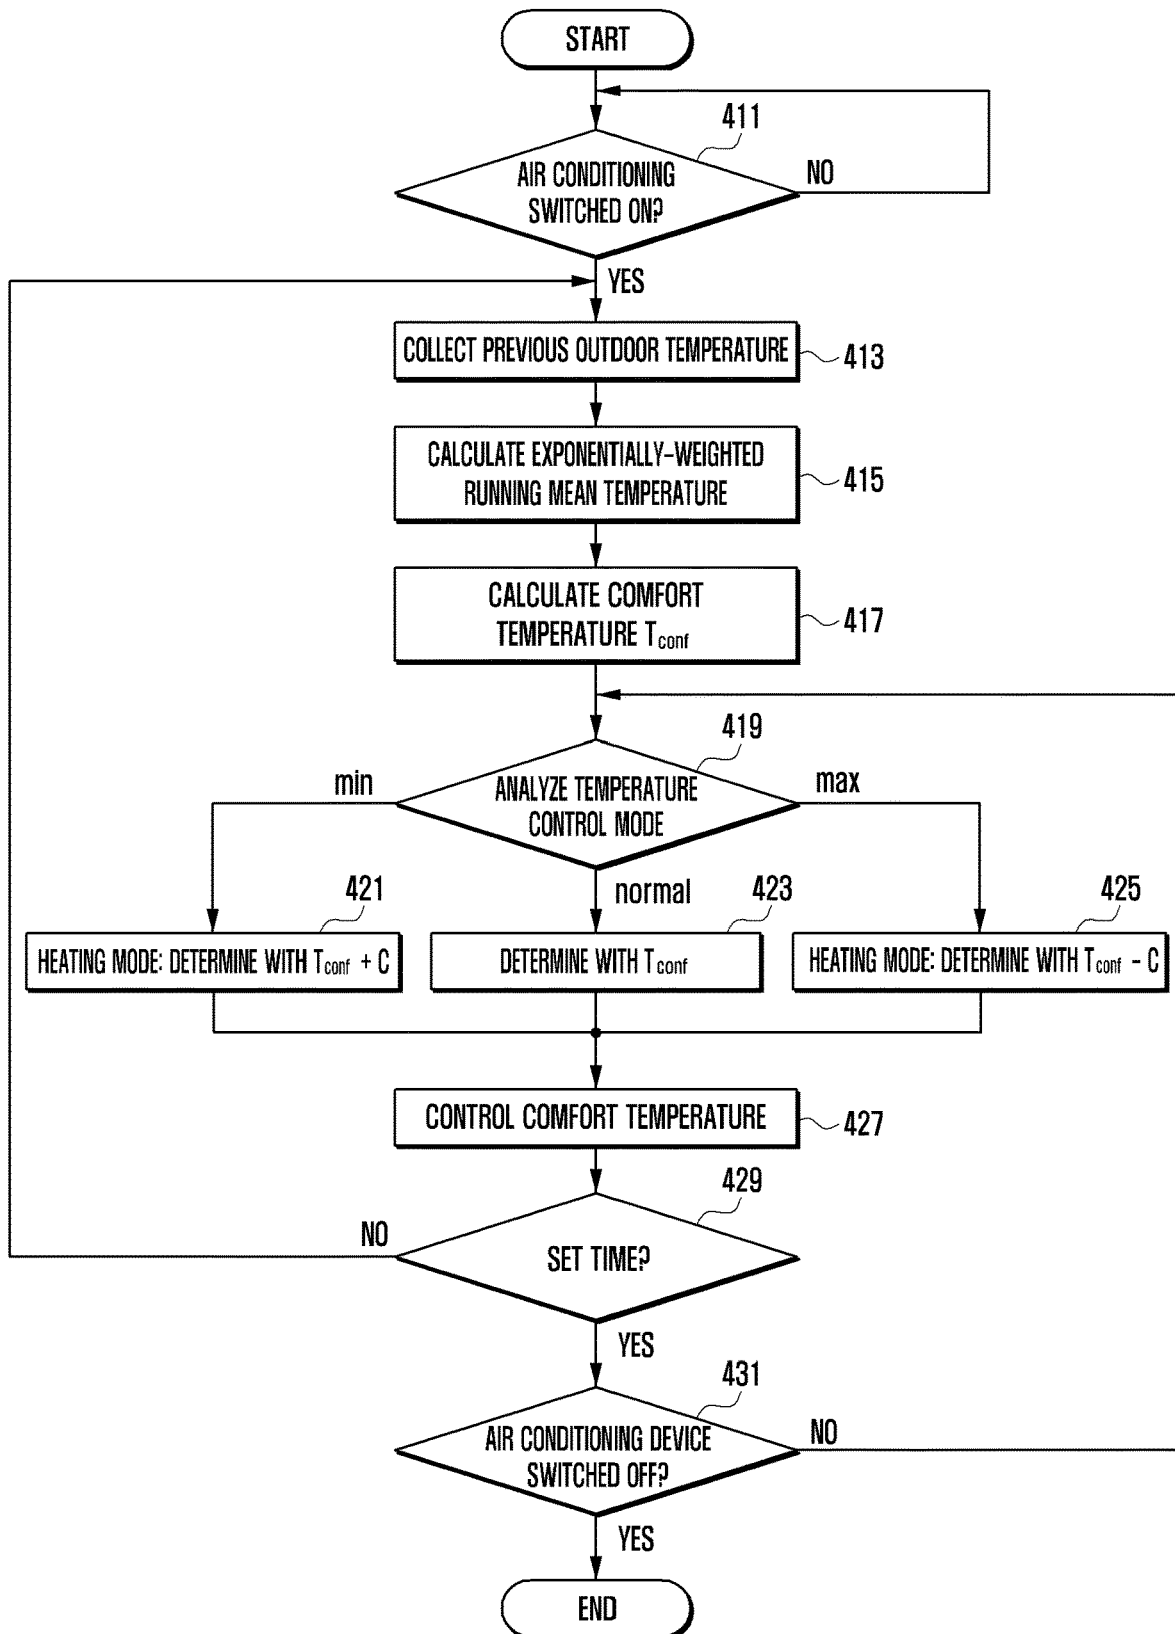 START
411
AIR CONDITIONING
SWITCHED ON?
NO
YES
COLLECT PREVIOUS OUTDOOR TEMPERATURE
413
CALCULATE EXPONENTIALLY-WEIGHTED
RUNNING MEAN TEMPERATURE
415
CALCULATE COMFORT
TEMPERATURE Tconf
417
419
min
ANALYZE TEMPERATURE
CONTROL MODE
max
normal
421
423
425
HEATING MODE: DETERMINE WITH Tconf + C
DETERMINE WITH Tconf
HEATING MODE: DETERMINE WITH Tconf - C
CONTROL COMFORT TEMPERATURE
427
429
NO
SET TIME?
YES
431
AIR CONDITIONING DEVICE
SWITCHED OFF?
NO
YES
END